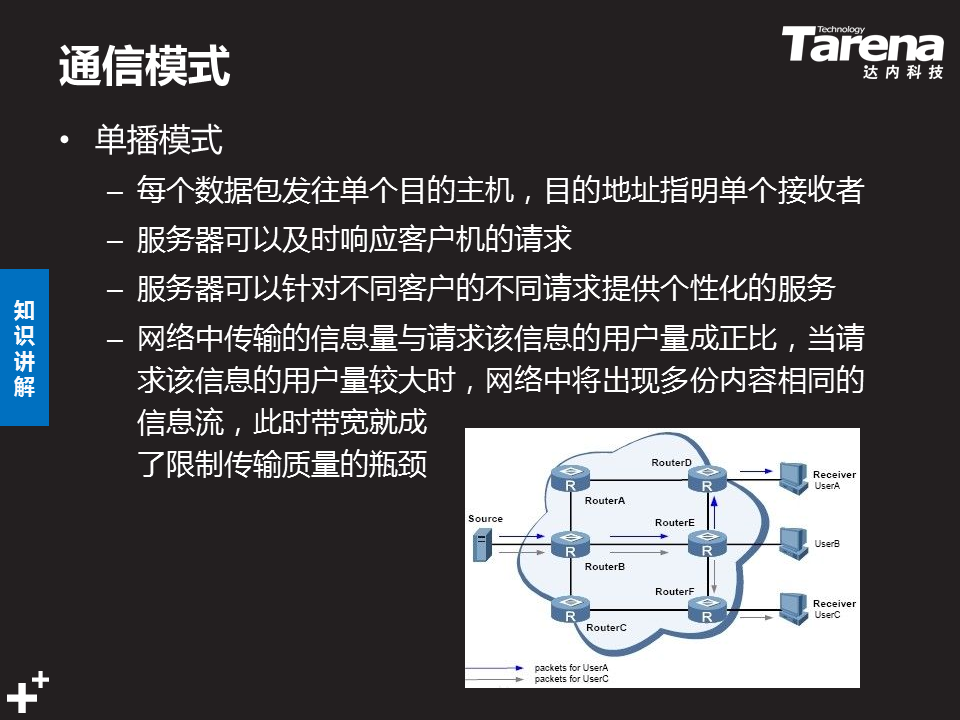 通信模式
Technology
Tarena
达内科技
• 单播模式
– 每个数据包发往单个目的主机，目的地址指明单个接收者
– 服务器可以及时响应客户机的请求
– 服务器可以针对不同客户的不同请求提供个性化的服务
– 网络中传输的信息量与请求该信息的用户量成正比，当请
求该信息的用户量较大时，网络中将出现多份内容相同的
信息流，此时带宽就成
了限制传输质量的瓶颈
知
识
讲
解
RouterD
Receiver
UserA
R
R
RouterA
Source
RouterE
UserB
R
R
RouterB
RouterF
Receiver
UserC
R
R
RouterC
packets for UserA
packets for UserC